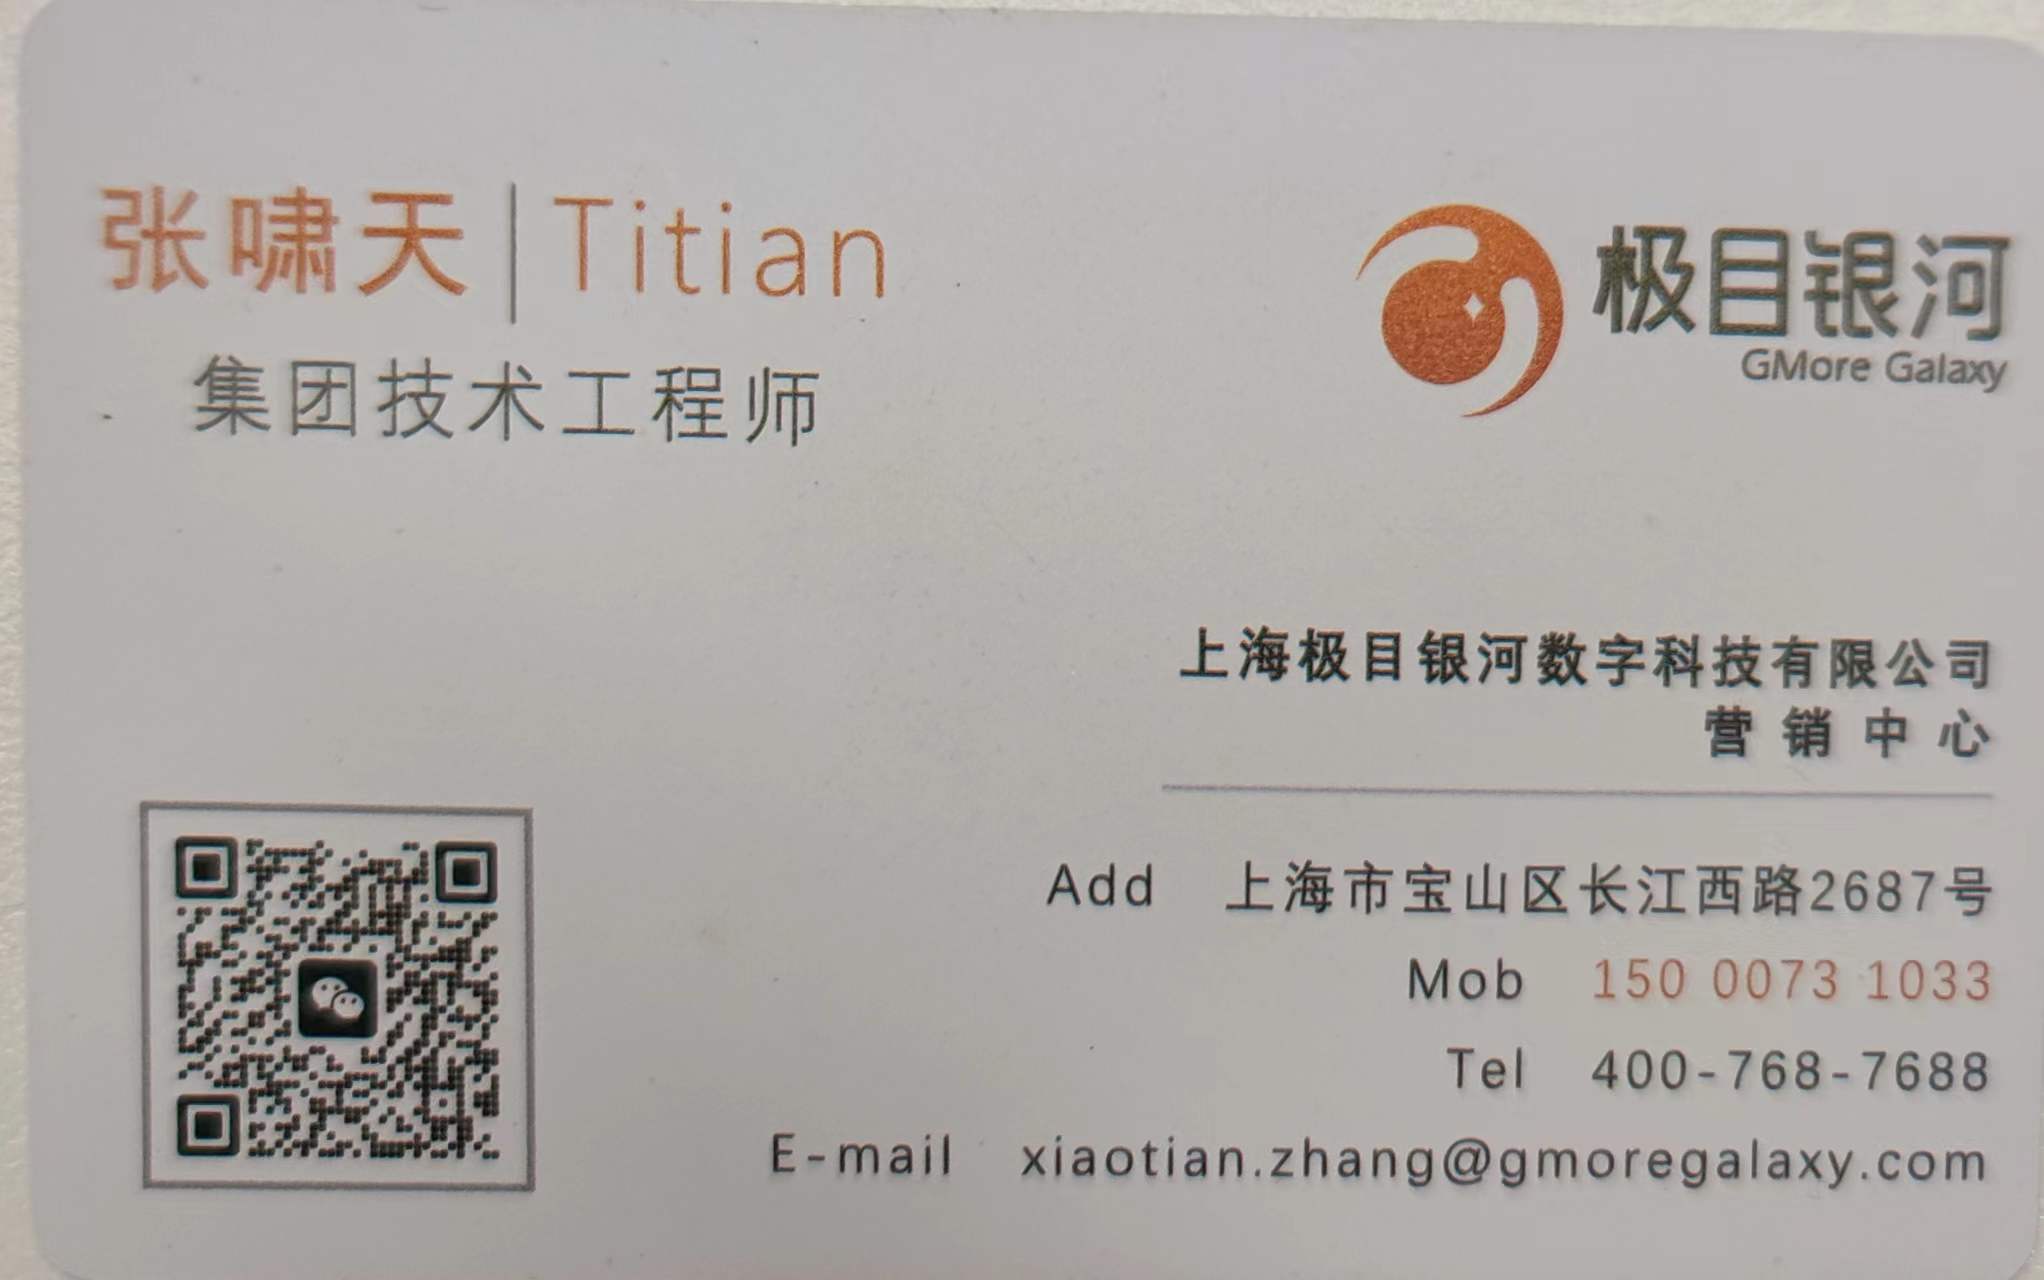 张啸天 | Titian
集团技术工程师
极目银河
GMore Galaxy
上海极目银河数字科技有限公司
营销中心
Add 上海市宝山区长江西路2687号
Mob 150 0073 1033
Tel 400-768-7688
E-mail xiaotian.zhang@gmoregalaxy.com